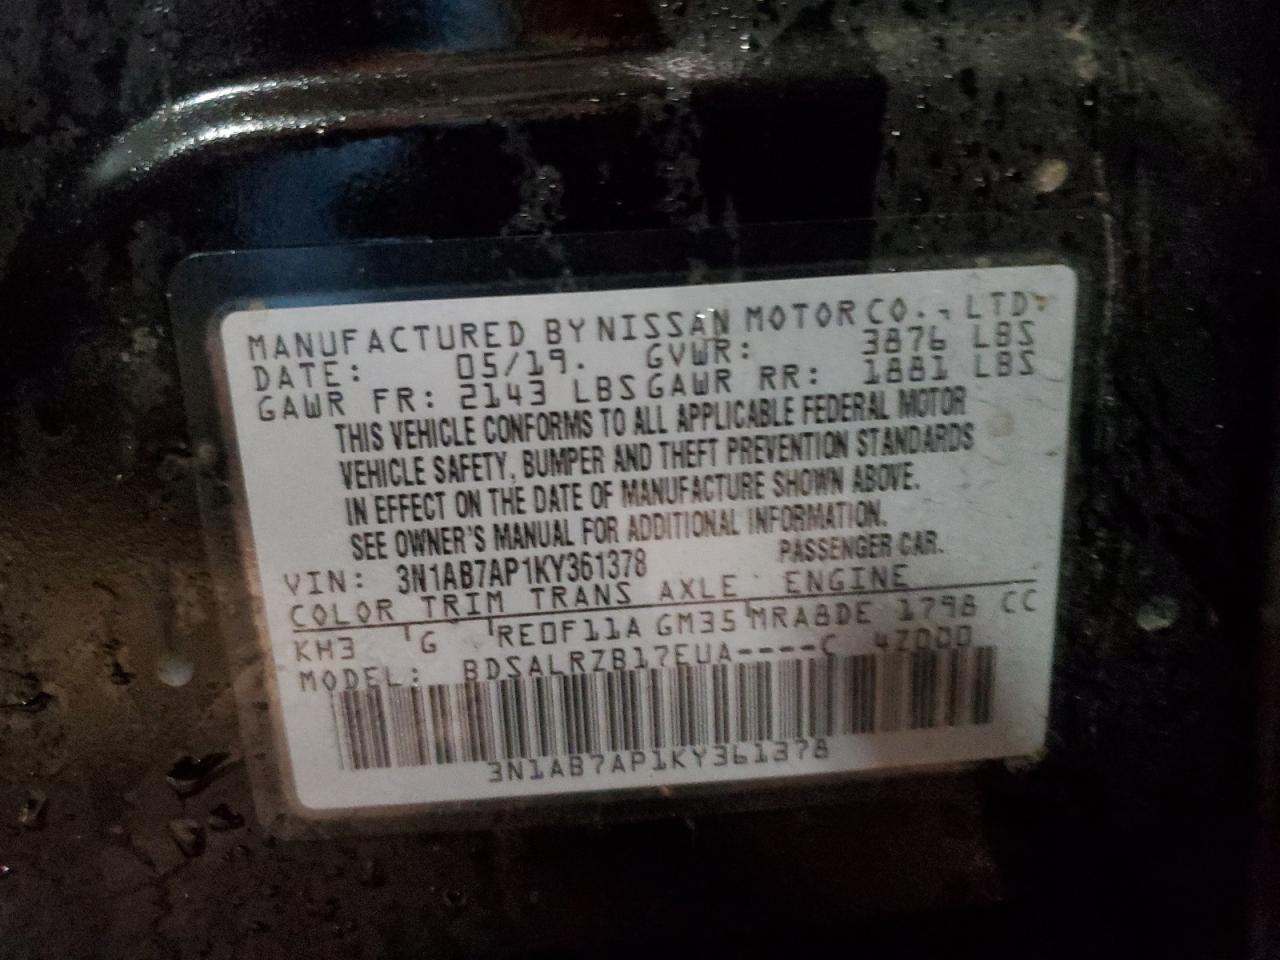 MANUFACTURED BY NISSAN MOTOR CO., LTD.
DATE: 05/19. GVWR: 3876 LBS
GAWR FR: 2143 LBS GAWR RR: 1881 LBS
THIS VEHICLE CONFORMS TO ALL APPLICABLE FEDERAL MOTOR
VEHICLE SAFETY, BUMPER AND THEFT PREVENTION STANDARDS
IN EFFECT ON THE DATE OF MANUFACTURE SHOWN ABOVE.
SEE OWNER'S MANUAL FOR ADDITIONAL INFORMATION.
VIN: 3N1AB7AP1KY361378 PASSENGER CAR.
COLOR TRIM TRANS AXLE ENGINE
KH3 G RE0F11A GM35 MRA8DE 1798 CC
MODEL: BDSALRZB17EUA----C 4Z000
3N1AB7AP1KY361378